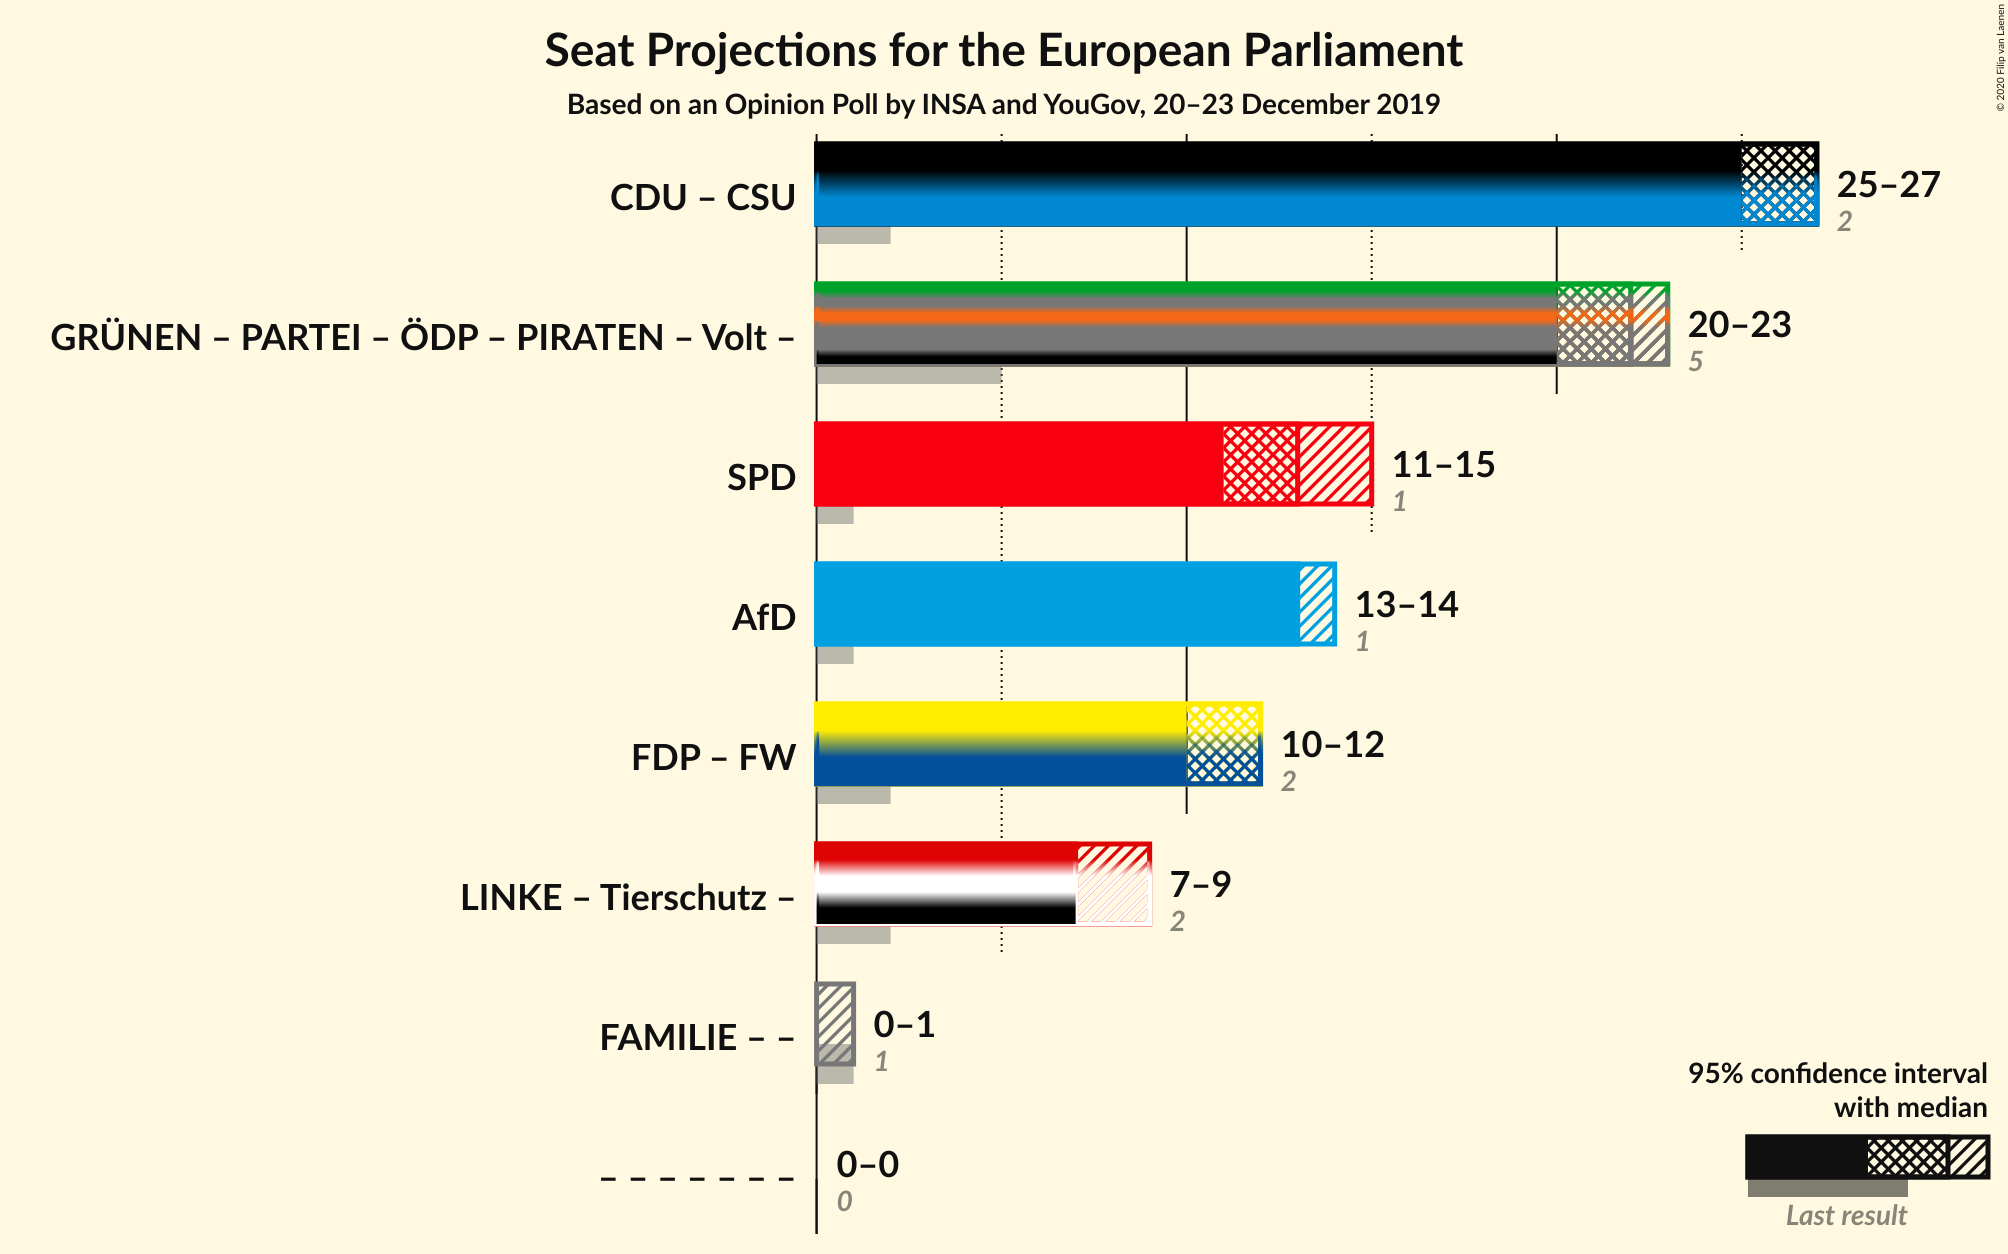 Seat Projections for the European Parliament
Based on an Opinion Poll by INSA and YouGov, 20–23 December 2019
© 2020 Filip van Laenen
CDU – CSU
25–27
2
GRÜNEN – PARTEI – ÖDP – PIRATEN – Volt –
20–23
5
SPD
11–15
1
AfD
13–14
1
FDP – FW
10–12
2
LINKE – Tierschutz –
7–9
2
FAMILIE – –
0–1
1
– – – – – – –
0–0
0
95% confidence interval
with median
Last result